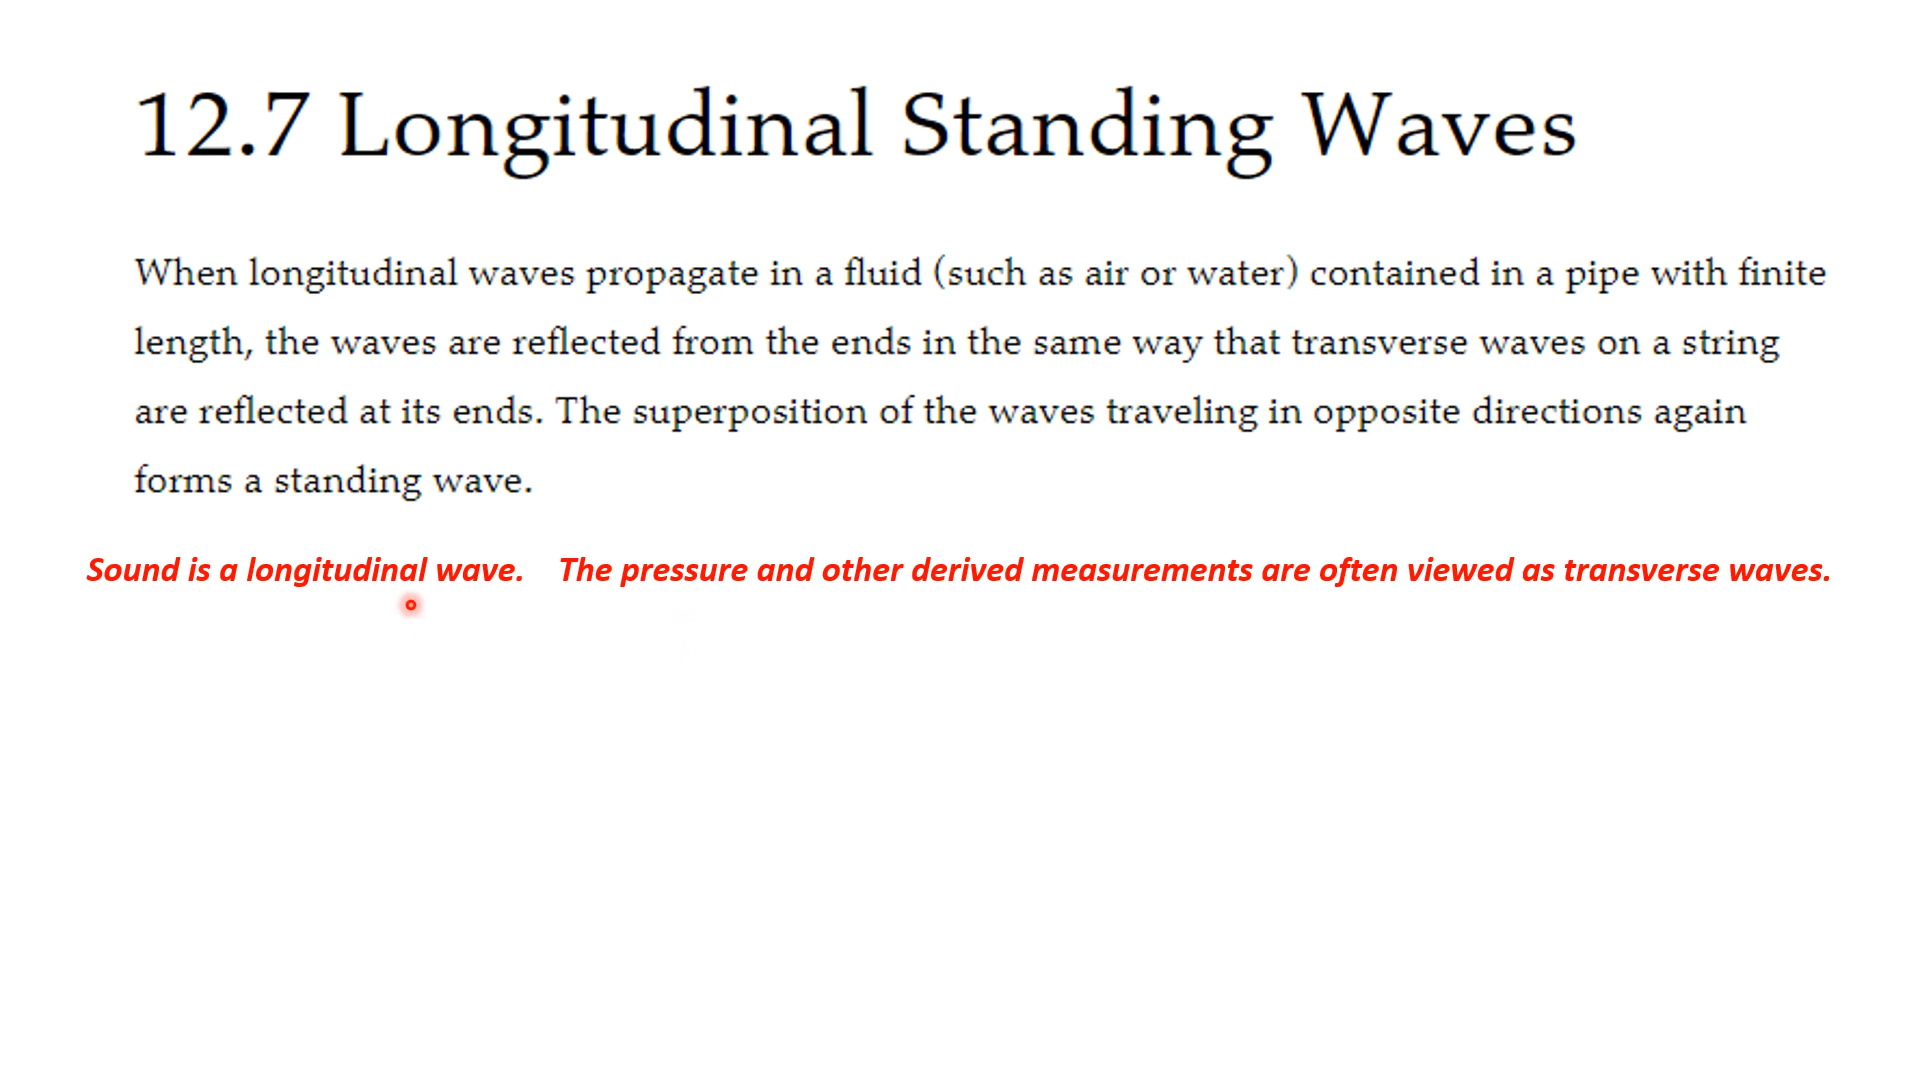 12.7 Longitudinal Standing Waves
When longitudinal waves propagate in a fluid (such as air or water) contained in a pipe with finite
length, the waves are reflected from the ends in the same way that transverse waves on a string
are reflected at its ends. The superposition of the waves traveling in opposite directions again
forms a standing wave.
Sound is a longitudinal wave. The pressure and other derived measurements are often viewed as transverse waves.